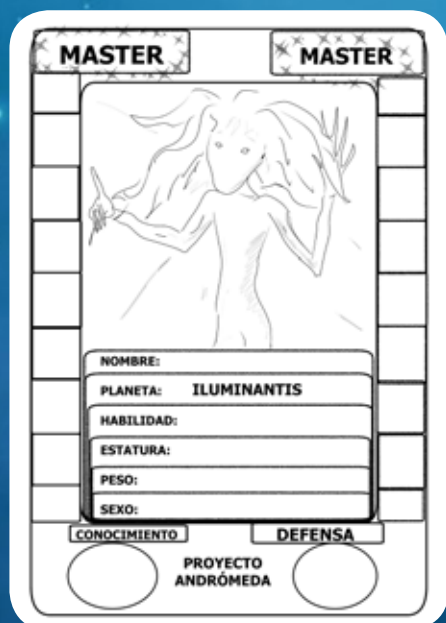 MASTER MASTER
NOMBRE:
PLANETA: ILUMINANTIS
HABILIDAD:
ESTATURA:
PESO:
SEXO:
CONOCIMIENTO DEFENSA
PROYECTO
ANDRÓMEDA